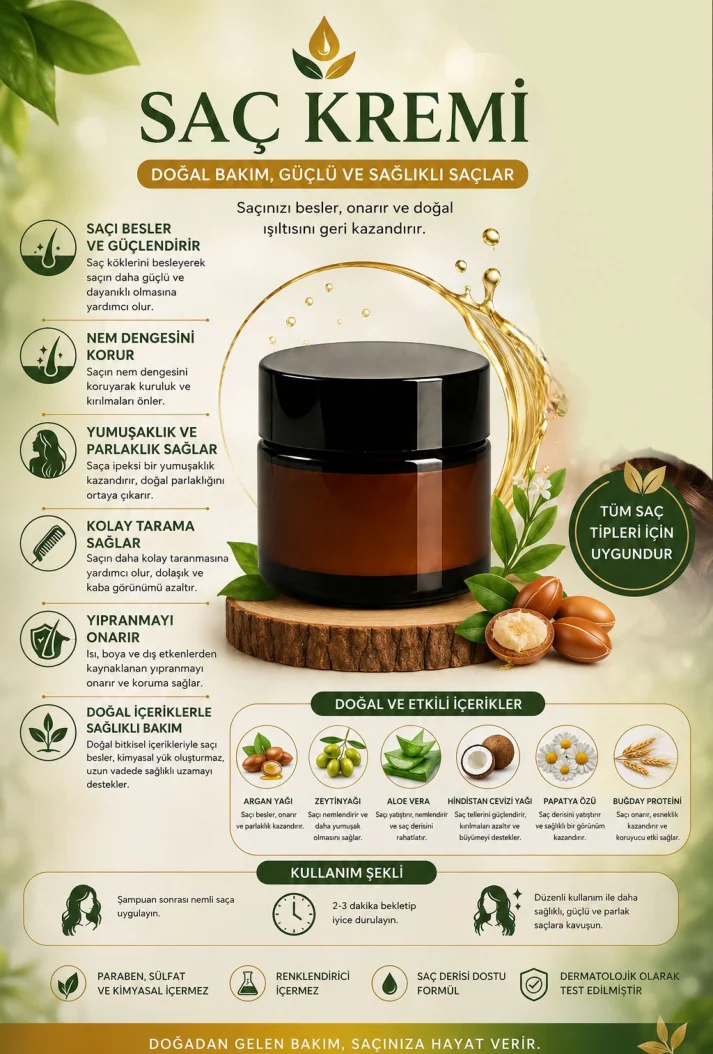 SAÇ KREMİ
DOĞAL BAKIM, GÜÇLÜ VE SAĞLIKLI SAÇLAR
Saçınızı besler, onarır ve doğal
ışıltısını geri kazandırır.
SAÇI BESLER
VE GÜÇLENDİRİR
Saç köklerini besleyerek
saçın daha güçlü ve
dayanıklı olmasına
yardımcı olur.
NEM DENGESİNİ
KORUR
Saçın nem dengesini
koruyarak kuruluk ve
kırılmaları önler.
YUMUŞAKLIK VE
PARLAKLIK SAĞLAR
Saça ipeksi bir yumuşaklık
kazandırır, doğal parlaklığını
ortaya çıkarır.
KOLAY TARAMA
SAĞLAR
Saçın daha kolay taranmasına
yardımcı olur, dolaşık ve
kaba görünümü azaltır.
YIPRANMAYI
ONARIR
Isı, boya ve dış etkenlerden
kaynaklanan yıpranmayı
onarır ve koruma sağlar.
DOĞAL İÇERİKLERLE
SAĞLIKLI BAKIM
Doğal bitkisel içerikleriyle saçı
besler, kimyasal yük oluşturmaz,
uzun vadede sağlıklı uzamayı
destekler.
TÜM SAÇ
TİPLERİ İÇİN
UYGUNDUR
DOĞAL VE ETKİLİ İÇERİKLER
ARGAN YAĞI
Saçı besler, onarır
ve parlaklık kazandırır.
ZEYTİNYAĞI
Saçı nemlendirir ve
daha yumuşak
olmasını sağlar.
ALOE VERA
Saçı yatıştırır, nemlendirir
ve saç derisini
rahatlatır.
HİNDİSTAN CEVİZİ YAĞI
Saç tellerini güçlendirir,
kırılmaları azaltır ve
büyümeyi destekler.
PAPATYA ÖZÜ
Saç derisini yatıştırır
ve sağlıklı bir görünüm
kazandırır.
BUĞDAY PROTEİNİ
Saçı onarır, esneklik
kazandırır ve
koruyucu etki sağlar.
KULLANIM ŞEKLİ
Şampuan sonrası nemli saça
uygulayın.
2-3 dakika bekletip
iyice durulayın.
Düzenli kullanım ile daha
sağlıklı, güçlü ve parlak
saçlara kavuşun.
PARABEN, SÜLFAT
VE KİMYASAL İÇERMEZ
RENKLENDİRİCİ
İÇERMEZ
SAÇ DERİSİ DOSTU
FORMÜL
DERMATOLOJİK OLARAK
TEST EDİLMİŞTİR
DOĞADAN GELEN BAKIM, SAÇINIZA HAYAT VERİR.